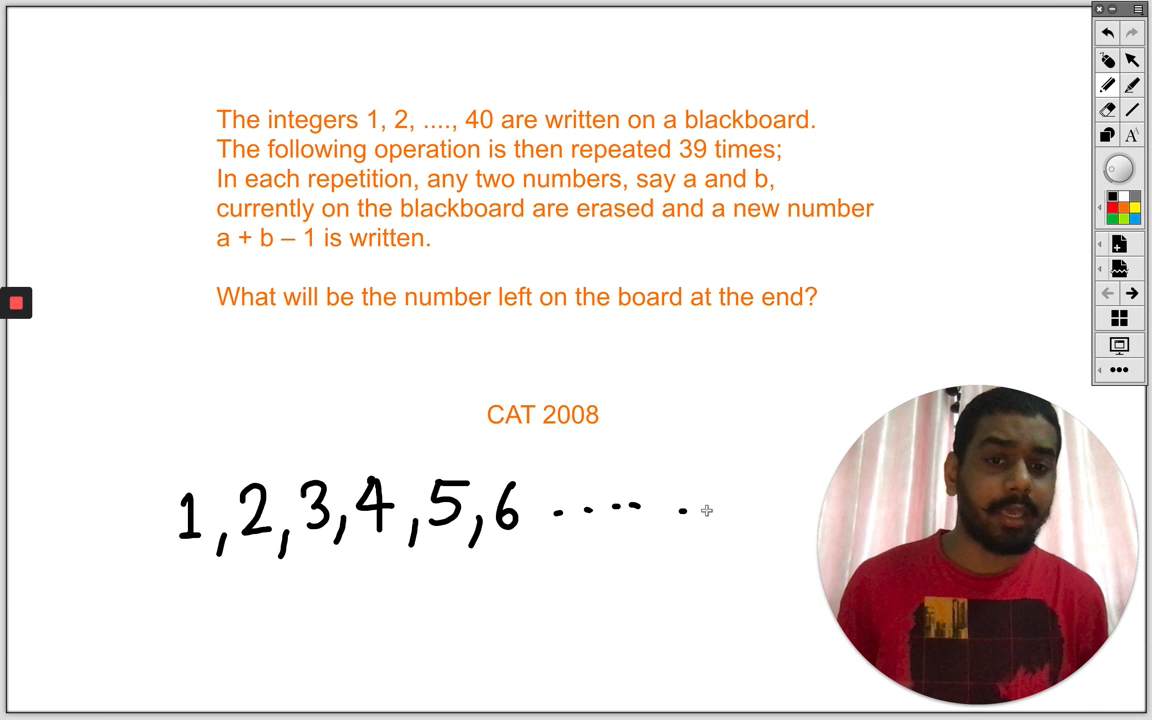 The integers 1, 2, ...., 40 are written on a blackboard.
The following operation is then repeated 39 times;
In each repetition, any two numbers, say a and b,
currently on the blackboard are erased and a new number
a + b – 1 is written.
What will be the number left on the board at the end?
CAT 2008
1, 2, 3, 4, 5, 6 .... .